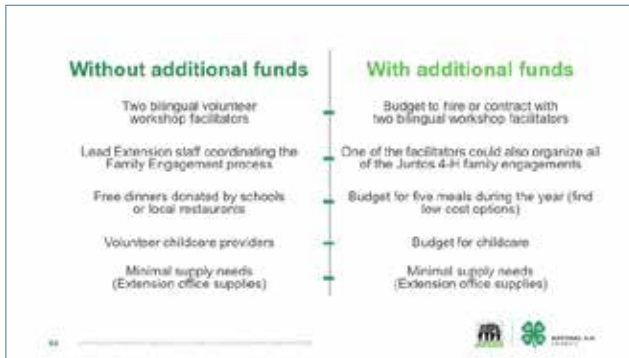 Without additional funds
Two bilingual volunteer
workshop facilitators
Lead Extension staff coordinating the
Family Engagement process
Free dinners donated by schools
or local restaurants
Volunteer childcare providers
Minimal supply needs
(Extension office supplies)
With additional funds
Budget to hire or contract with
two bilingual workshop facilitators
One of the facilitators could also organize all
of the Juntos 4-H family engagements
Budget for five meals during the year (find
low cost options)
Budget for childcare
Minimal supply needs
(Extension office supplies)
NATIONAL 4-H
COUNCIL